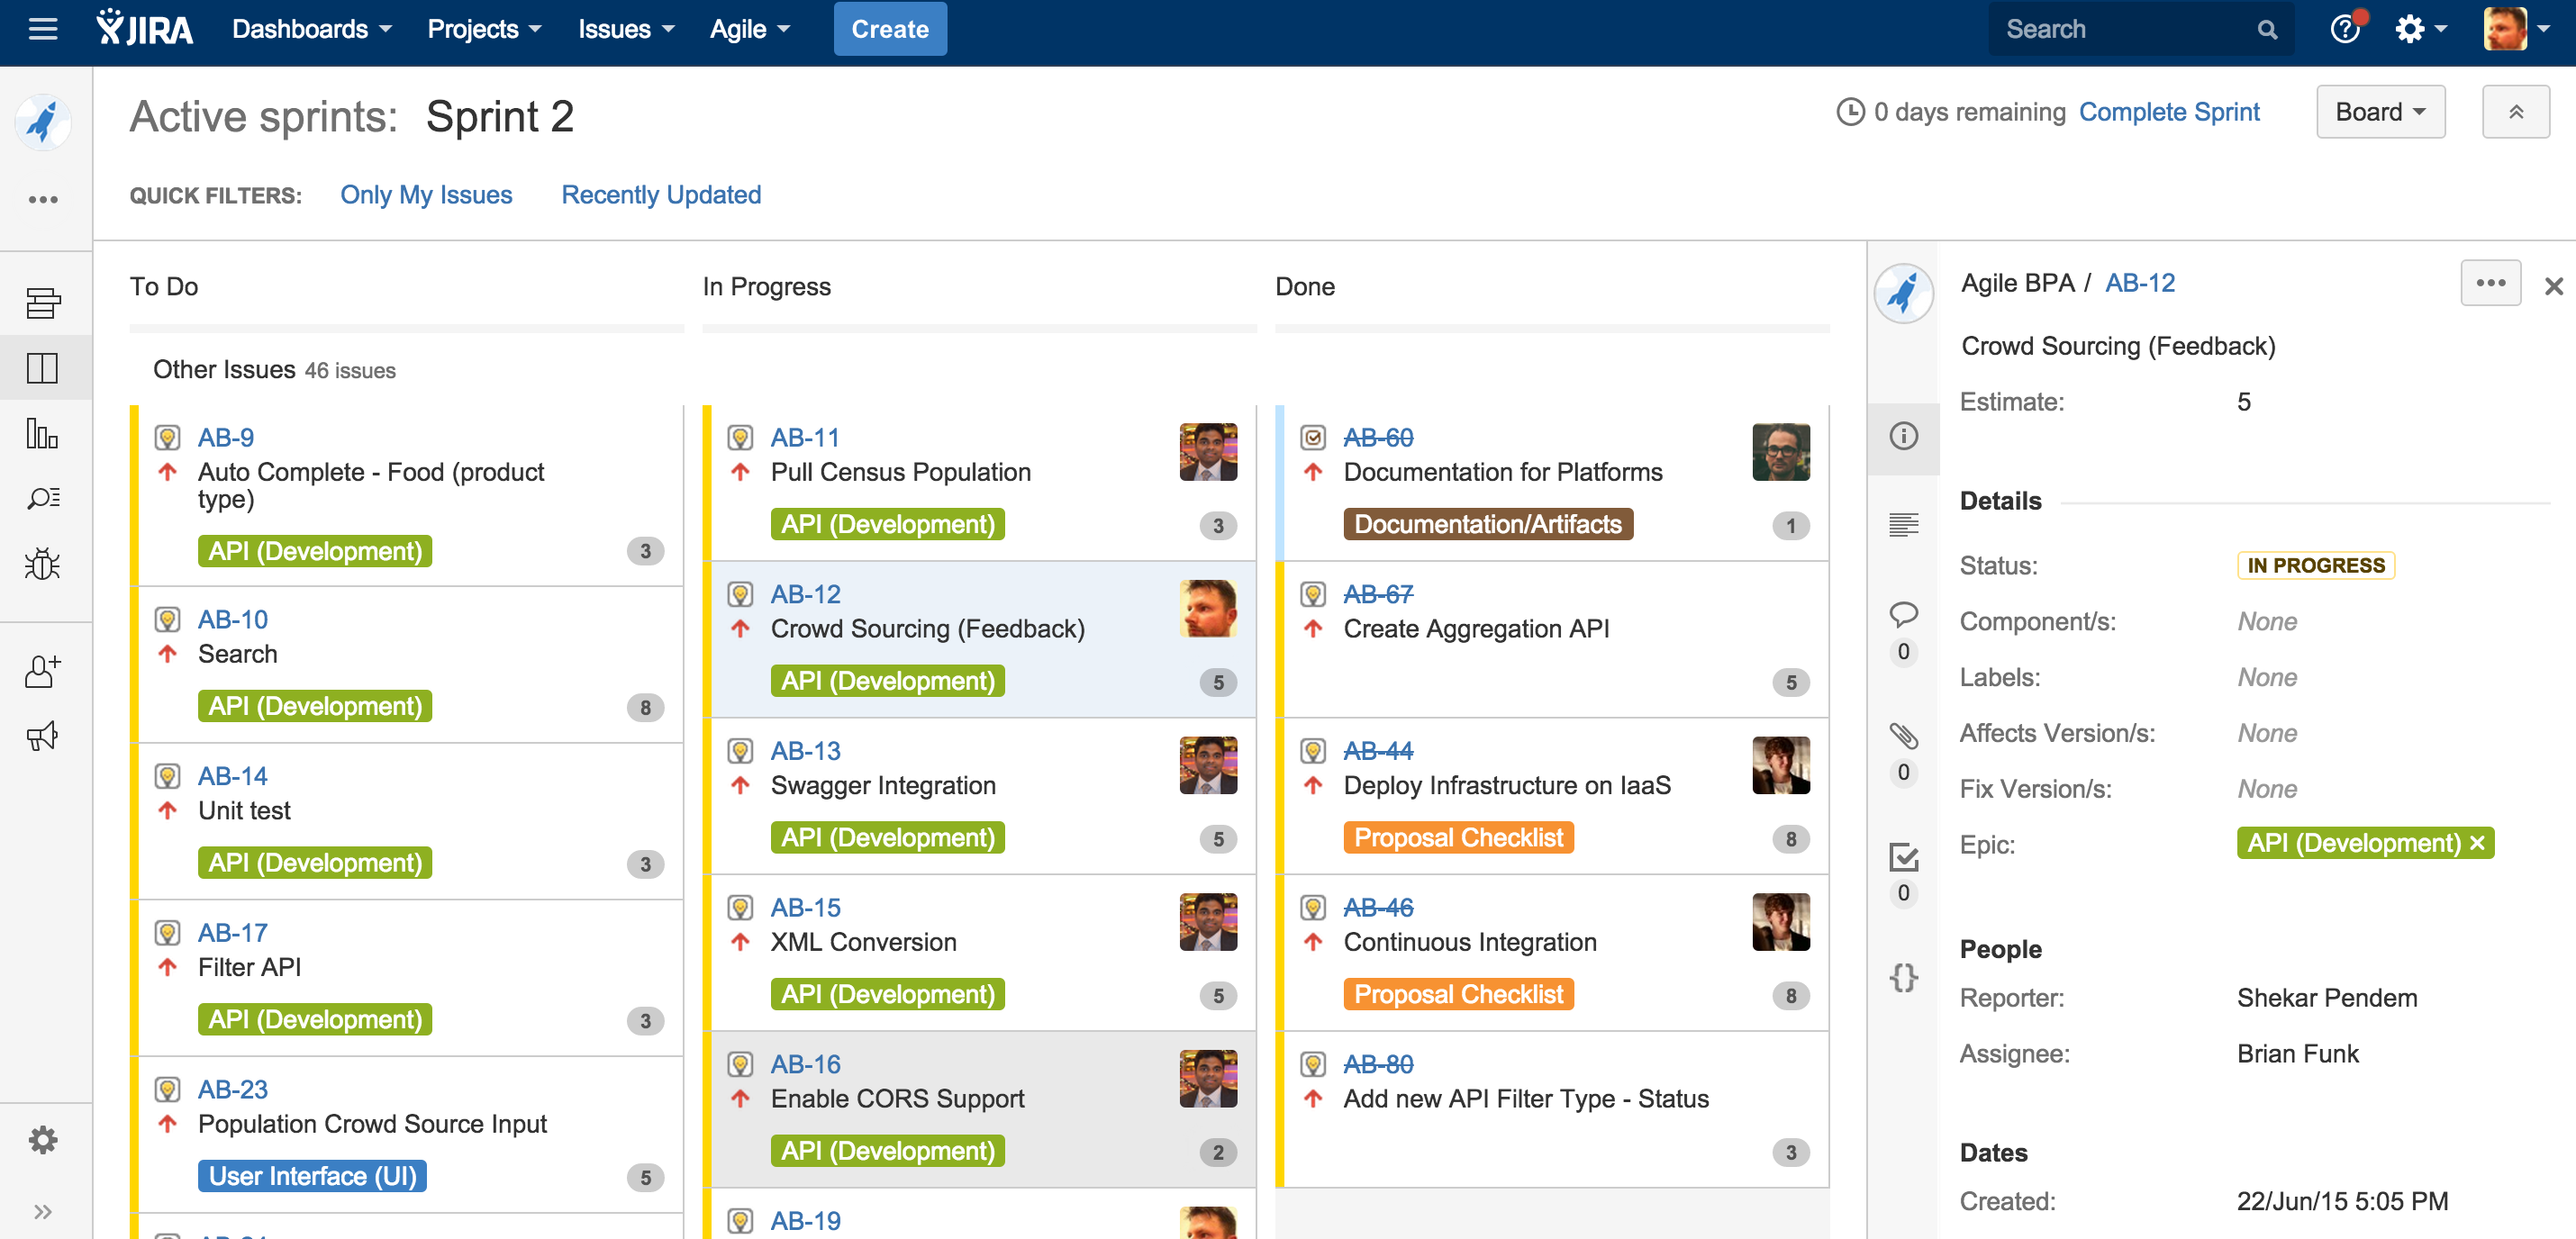 JIRA
Dashboards
Projects
Issues
Agile
Create
Search
Active sprints: Sprint 2
0 days remaining
Complete Sprint
Board
QUICK FILTERS:
Only My Issues
Recently Updated
To Do
Other Issues 46 issues
AB-9
Auto Complete - Food (product
type)
API (Development)
3
AB-10
Search
API (Development)
8
AB-14
Unit test
API (Development)
3
AB-17
Filter API
API (Development)
3
AB-23
Population Crowd Source Input
User Interface (UI)
5
In Progress
AB-11
Pull Census Population
API (Development)
3
AB-12
Crowd Sourcing (Feedback)
API (Development)
5
AB-13
Swagger Integration
API (Development)
5
AB-15
XML Conversion
API (Development)
5
AB-16
Enable CORS Support
API (Development)
2
AB-19
Done
AB-60
Documentation for Platforms
Documentation/Artifacts
1
AB-67
Create Aggregation API
5
AB-44
Deploy Infrastructure on IaaS
Proposal Checklist
8
AB-46
Continuous Integration
Proposal Checklist
8
AB-80
Add new API Filter Type - Status
3
0
0
0
Agile BPA / AB-12
Crowd Sourcing (Feedback)
Estimate: 5
Details
Status: IN PROGRESS
Component/s: None
Labels: None
Affects Version/s: None
Fix Version/s: None
Epic: API (Development)
People
Reporter: Shekar Pendem
Assignee: Brian Funk
Dates
Created: 22/Jun/15 5:05 PM